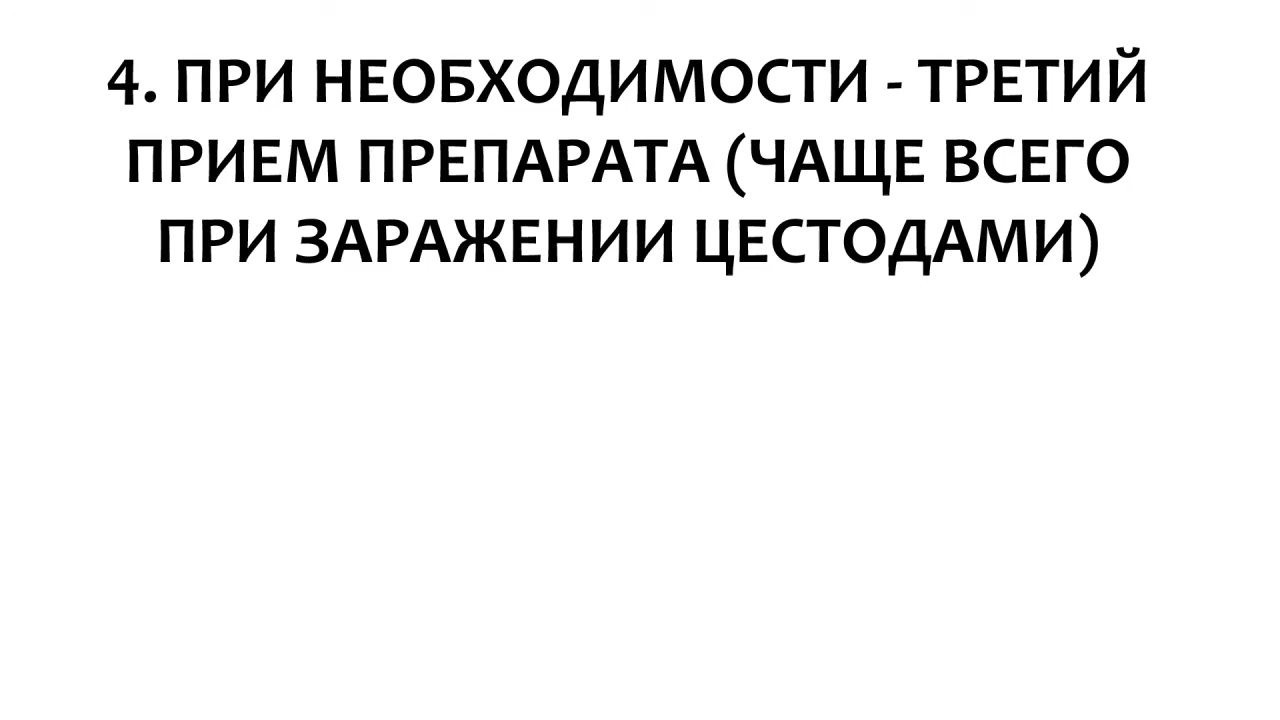 4. ПРИ НЕОБХОДИМОСТИ - ТРЕТИЙ
ПРИЕМ ПРЕПАРАТА (ЧАЩЕ ВСЕГО
ПРИ ЗАРАЖЕНИИ ЦЕСТОДАМИ)